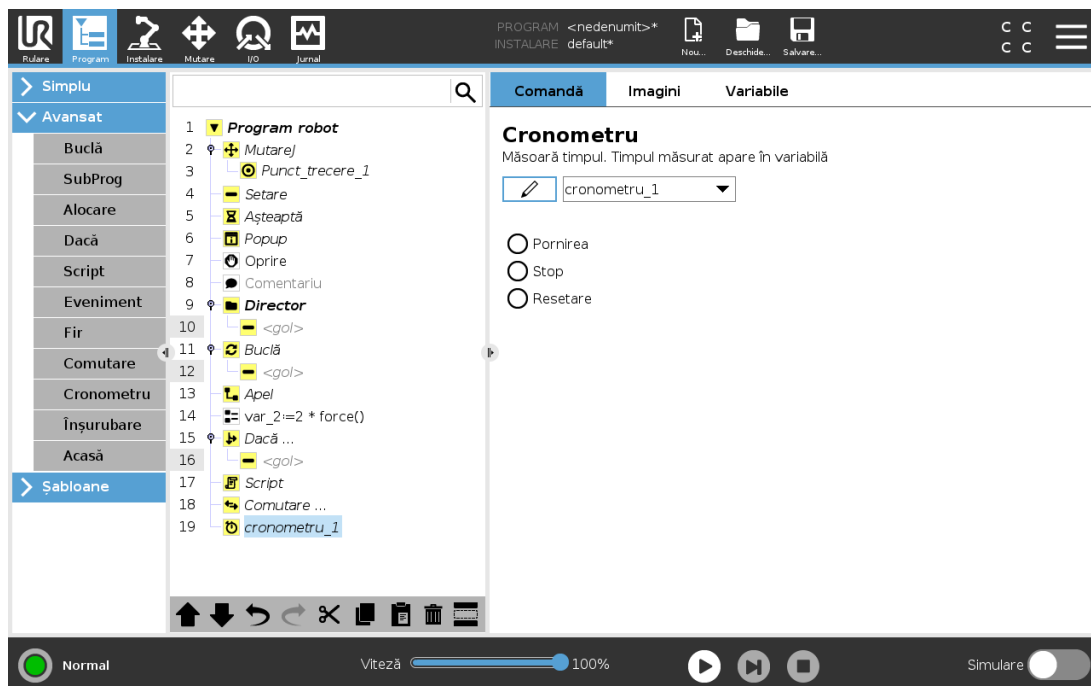 PROGRAM <nedenumit>*
INSTALARE default*
UR
Rulare
Program
Instalare
Mutare
I/O
Jurnal
Nou...
Deschide...
Salvare...
C C
C C
Simplu
Avansat
Buclă
SubProg
Alocare
Dacă
Script
Eveniment
Fir
Comutare
Cronometru
Înșurubare
Acasă
Șabloane
1 Program robot
2 MutareJ
3 Punct_trecere_1
4 Setare
5 Așteaptă
6 Popup
7 Oprire
8 Comentariu
9 Director
10 <gol>
11 Buclă
12 <gol>
13 Apel
14 var_2≔2 * force()
15 Dacă ...
16 <gol>
17 Script
18 Comutare ...
19 cronometru_1
Comandă Imagini Variabile
Cronometru
Măsoară timpul. Timpul măsurat apare în variabilă
cronometru_1
Pornirea
Stop
Resetare
Normal
Viteză 100%
Simulare